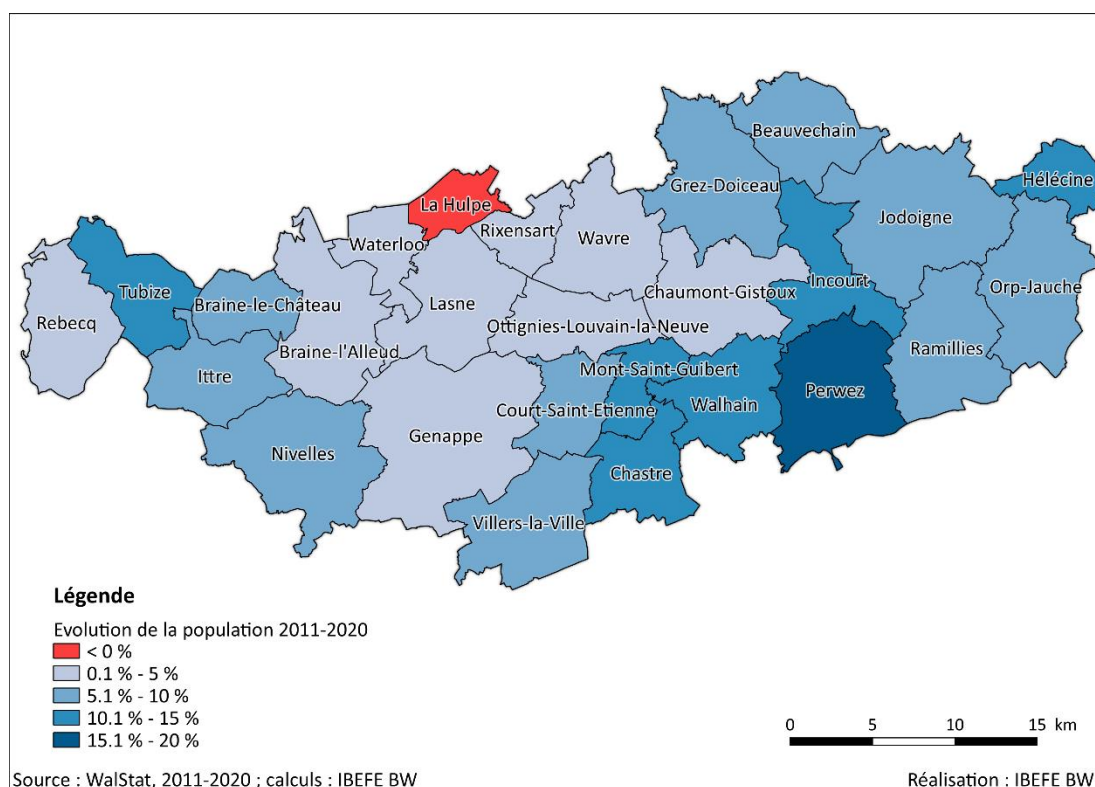 Beauvechain
Hélécine
Grez-Doiceau
La Hulpe
Jodoigne
Rixensart
Wavre
Waterloo
Incourt
Orp-Jauche
Tubize
Chaumont-Gistoux
Braine-le-Château
Lasne
Rebecq
Ottignies-Louvain-la-Neuve
Ramillies
Braine-l'Alleud
Mont-Saint-Guibert
Ittre
Perwez
Walhain
Court-Saint-Etienne
Genappe
Nivelles
Chastre
Villers-la-Ville
Légende
Evolution de la population 2011-2020
< 0 %
0.1 % - 5 %
5.1 % - 10 %
10.1 % - 15 %
15.1 % - 20 %
0 5 10 15 km
Source : WalStat, 2011-2020 ; calculs : IBEFE BW
Réalisation : IBEFE BW